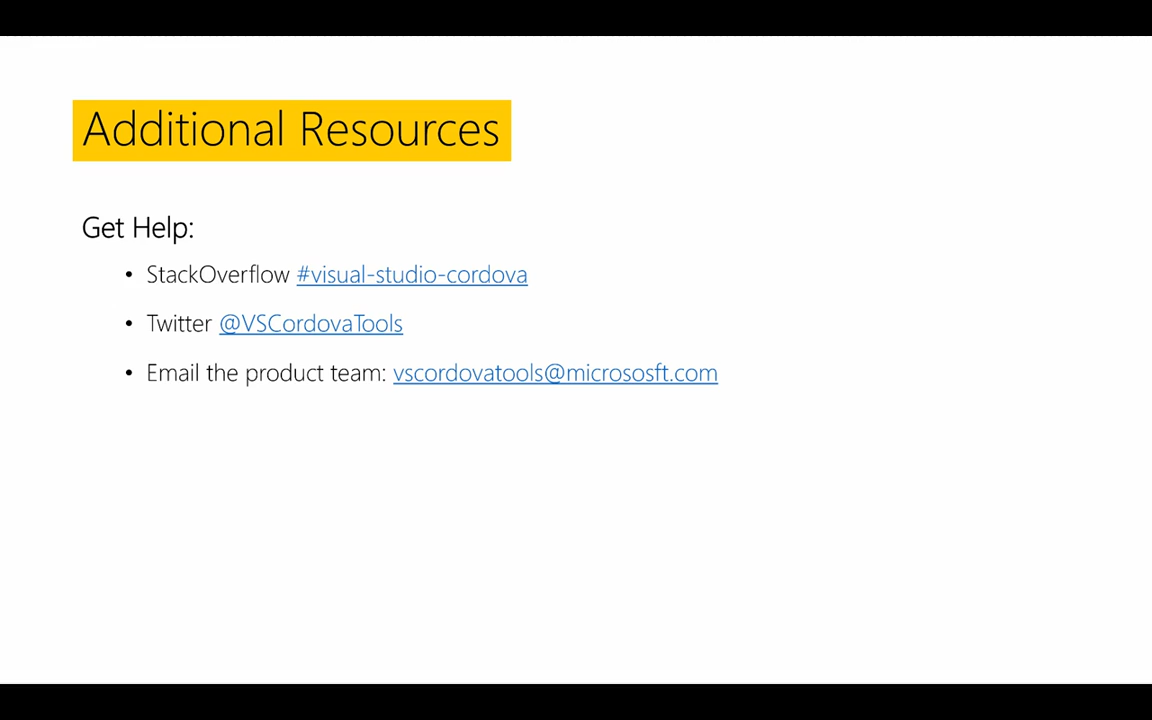 Additional Resources
Get Help:
• StackOverflow #visual-studio-cordova
• Twitter @VSCordovaTools
• Email the product team: vscordovatools@micrososft.com